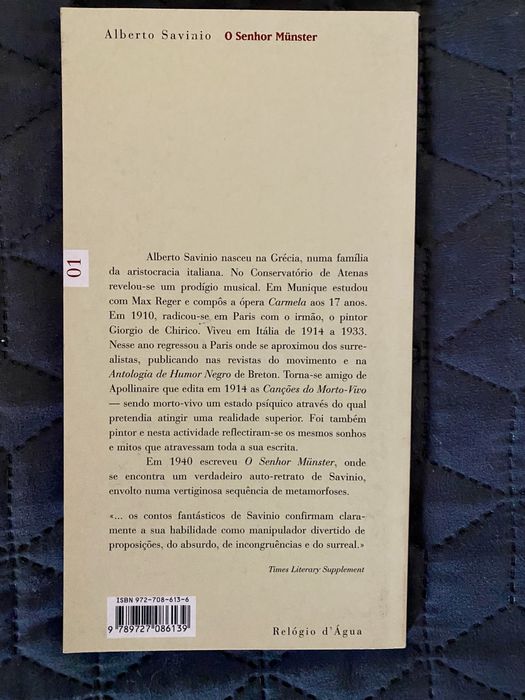 Alberto Savinio O Senhor Münster
01
Alberto Savinio nasceu na Grécia, numa família
da aristocracia italiana. No Conservatório de Atenas
revelou-se um prodígio musical. Em Munique estudou
com Max Reger e compôs a ópera Carmela aos 17 anos.
Em 1910, radicou-se em Paris com o irmão, o pintor
Giorgio de Chirico. Viveu em Itália de 1914 a 1933.
Nesse ano regressou a Paris onde se aproximou dos surre-
alistas, publicando nas revistas do movimento e na
Antologia de Humor Negro de Breton. Torna-se amigo de
Apollinaire que edita em 1914 as Canções do Morto-Vivo
— sendo morto-vivo um estado psíquico através do qual
pretendia atingir uma realidade superior. Foi também
pintor e nesta actividade reflectiram-se os mesmos sonhos
e mitos que atravessam toda a sua escrita.
Em 1940 escreveu O Senhor Münster, onde
se encontra um verdadeiro auto-retrato de Savinio,
envolto numa vertiginosa sequência de metamorfoses.
«... os contos fantásticos de Savinio confirmam clara-
mente a sua habilidade como manipulador divertido de
proposições, do absurdo, de incongruências e do surreal.»
Times Literary Supplement
ISBN 972-708-613-6
9 789727 086139
Relógio d'Água